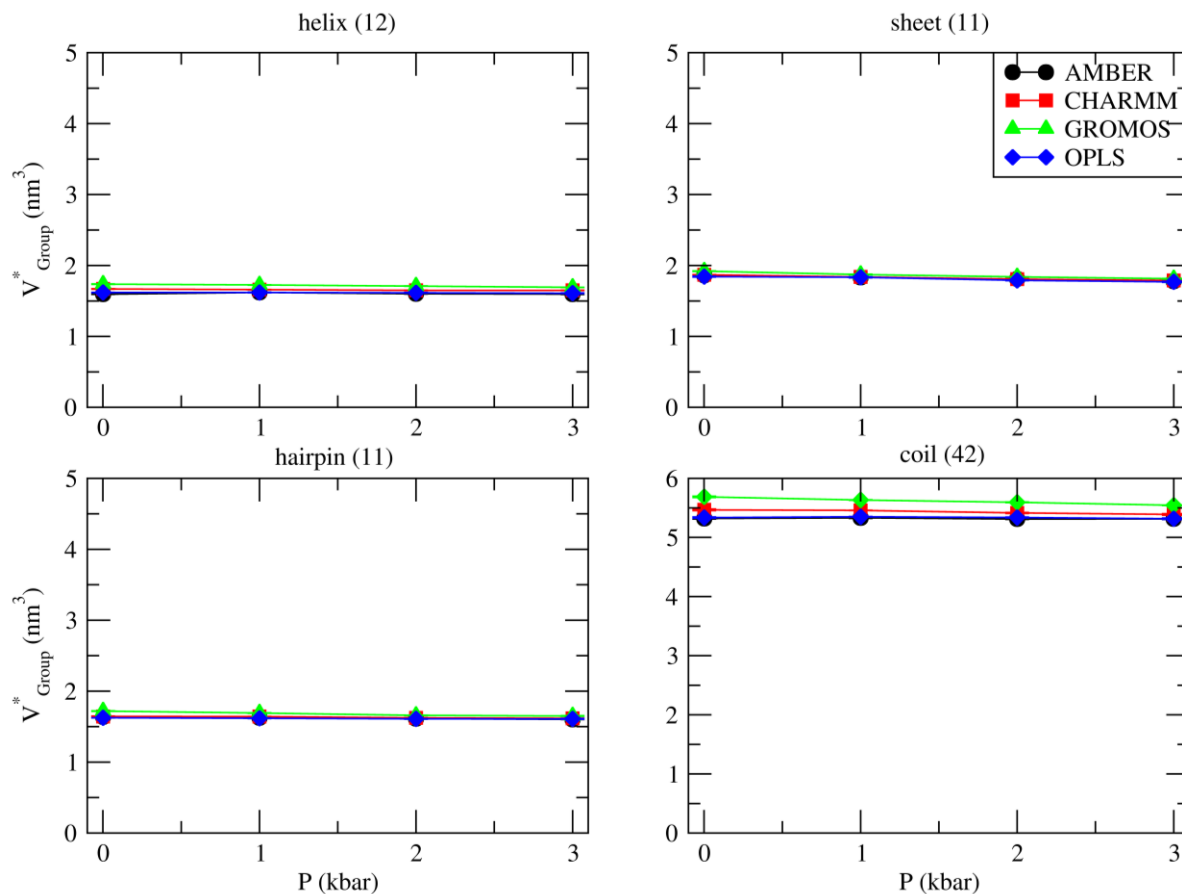 helix (12)
5
4
3
2
1
0
0 1 2 3
V*Group (nm3)
sheet (11)
AMBER
CHARMM
GROMOS
OPLS
5
4
3
2
1
0
0 1 2 3
hairpin (11)
5
4
3
2
1
0
0 1 2 3
V*Group (nm3)
P (kbar)
coil (42)
6
5
4
3
2
1
0
0 1 2 3
P (kbar)